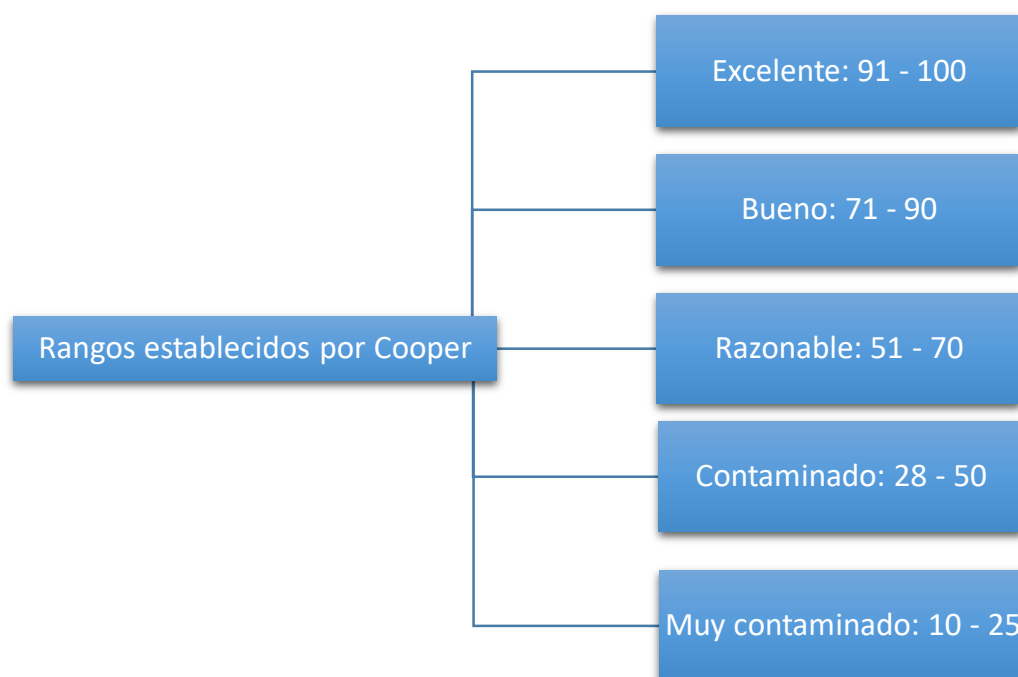 Excelente: 91 - 100
Bueno: 71 - 90
Rangos establecidos por Cooper
Razonable: 51 - 70
Contaminado: 28 - 50
Muy contaminado: 10 - 25